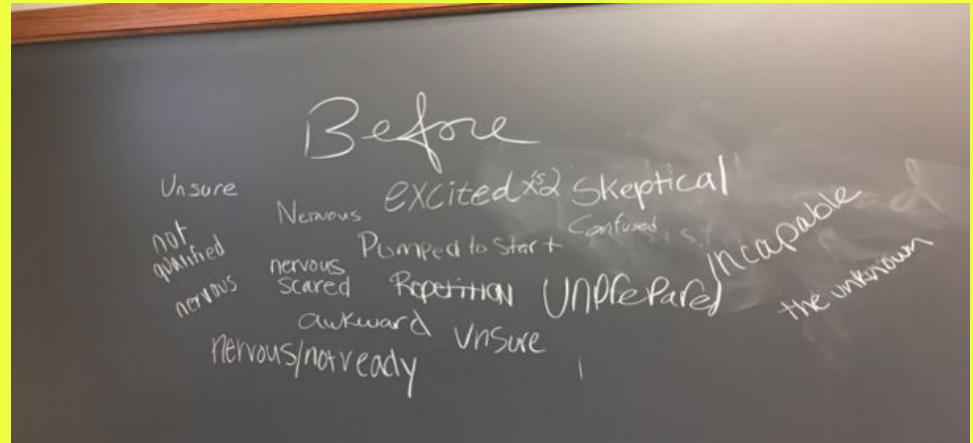 Before
Unsure
excited x2
Skeptical
Nervous
Confused
not
qualified
Pumped to start
Incapable
nervous
nervous
scared
Repetition
UnPrePared
the unknown
awkward
Unsure
nervous/not ready